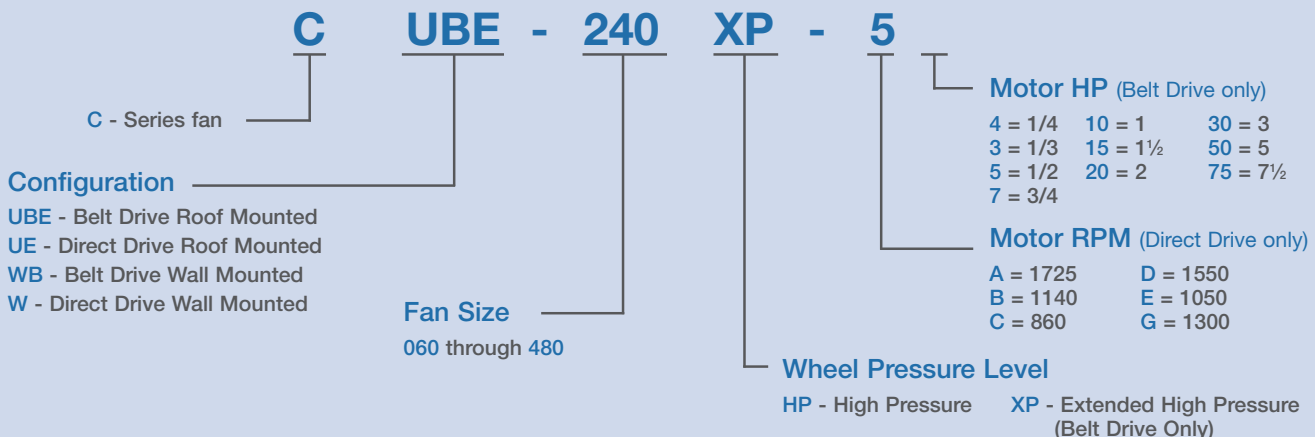 C UBE - 240 XP - 5
C - Series fan
Configuration
UBE - Belt Drive Roof Mounted
UE - Direct Drive Roof Mounted
WB - Belt Drive Wall Mounted
W - Direct Drive Wall Mounted
Fan Size
060 through 480
Motor HP (Belt Drive only)
4 = 1/4 10 = 1 30 = 3
3 = 1/3 15 = 1½ 50 = 5
5 = 1/2 20 = 2 75 = 7½
7 = 3/4
Motor RPM (Direct Drive only)
A = 1725 D = 1550
B = 1140 E = 1050
C = 860 G = 1300
Wheel Pressure Level
HP - High Pressure XP - Extended High Pressure
(Belt Drive Only)